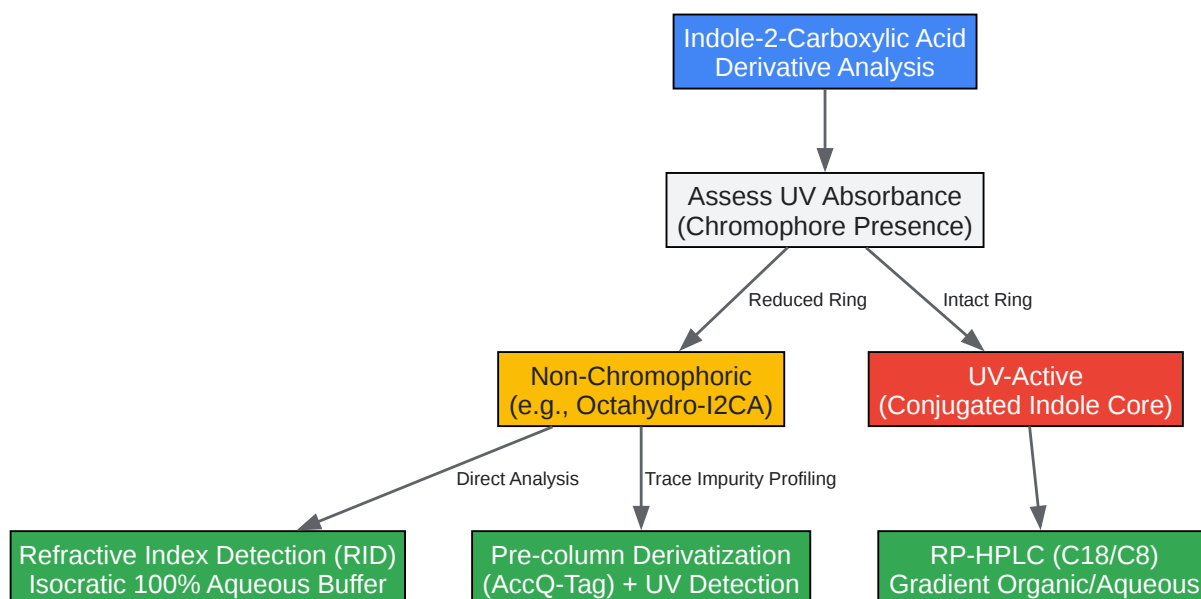 Indole-2-Carboxylic Acid
Derivative Analysis
Assess UV Absorbance
(Chromophore Presence)
Reduced Ring
Intact Ring
Non-Chromophoric
(e.g., Octahydro-I2CA)
UV-Active
(Conjugated Indole Core)
Direct Analysis
Trace Impurity Profiling
Refractive Index Detection (RID)
Isocratic 100% Aqueous Buffer
Pre-column Derivatization
(AccQ-Tag) + UV Detection
RP-HPLC (C18/C8)
Gradient Organic/Aqueous